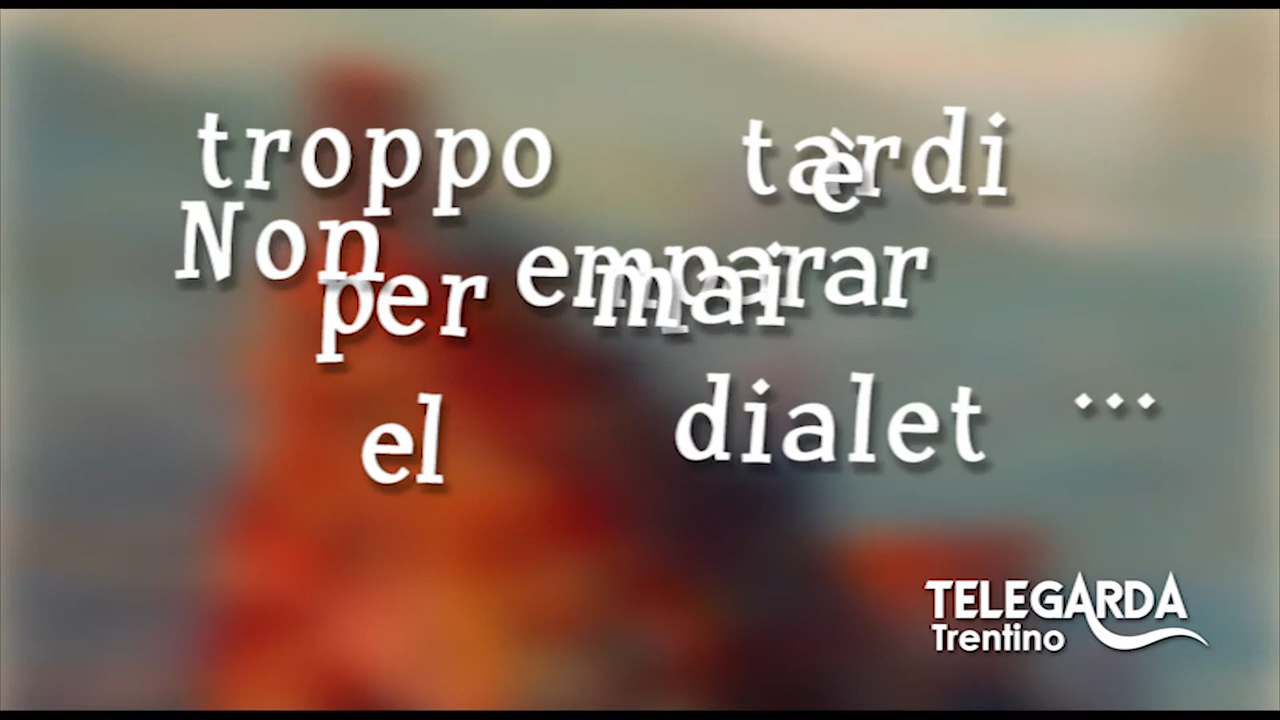 troppo tardi
è
Non
per emparar
mai
el dialet ...
TELEGARDA
Trentino